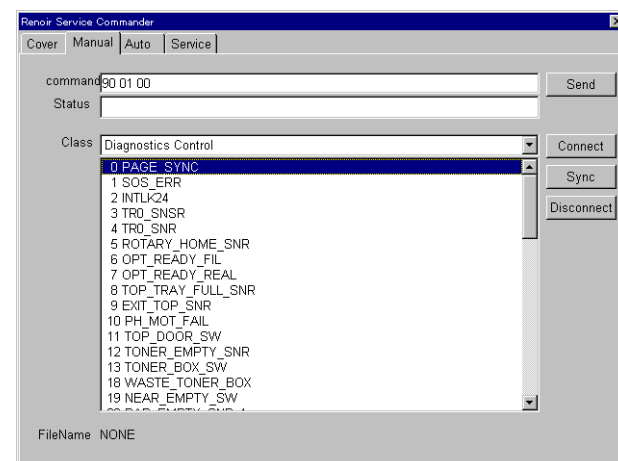 Renoir Service Commander
Cover Manual Auto Service
command 90 01 00 Send
Status
Class Diagnostics Control Connect
0 PAGE_SYNC
1 SOS_ERR Sync
2 INTLK24
3 TR0_SNSR Disconnect
4 TR0_SNR
5 ROTARY_HOME_SNR
6 OPT_READY_FIL
7 OPT_READY_REAL
8 TOP_TRAY_FULL_SNR
9 EXIT_TOP_SNR
10 PH_MOT_FAIL
11 TOP_DOOR_SW
12 TONER_EMPTY_SNR
13 TONER_BOX_SW
18 WASTE_TONER_BOX
19 NEAR_EMPTY_SW
FileName NONE